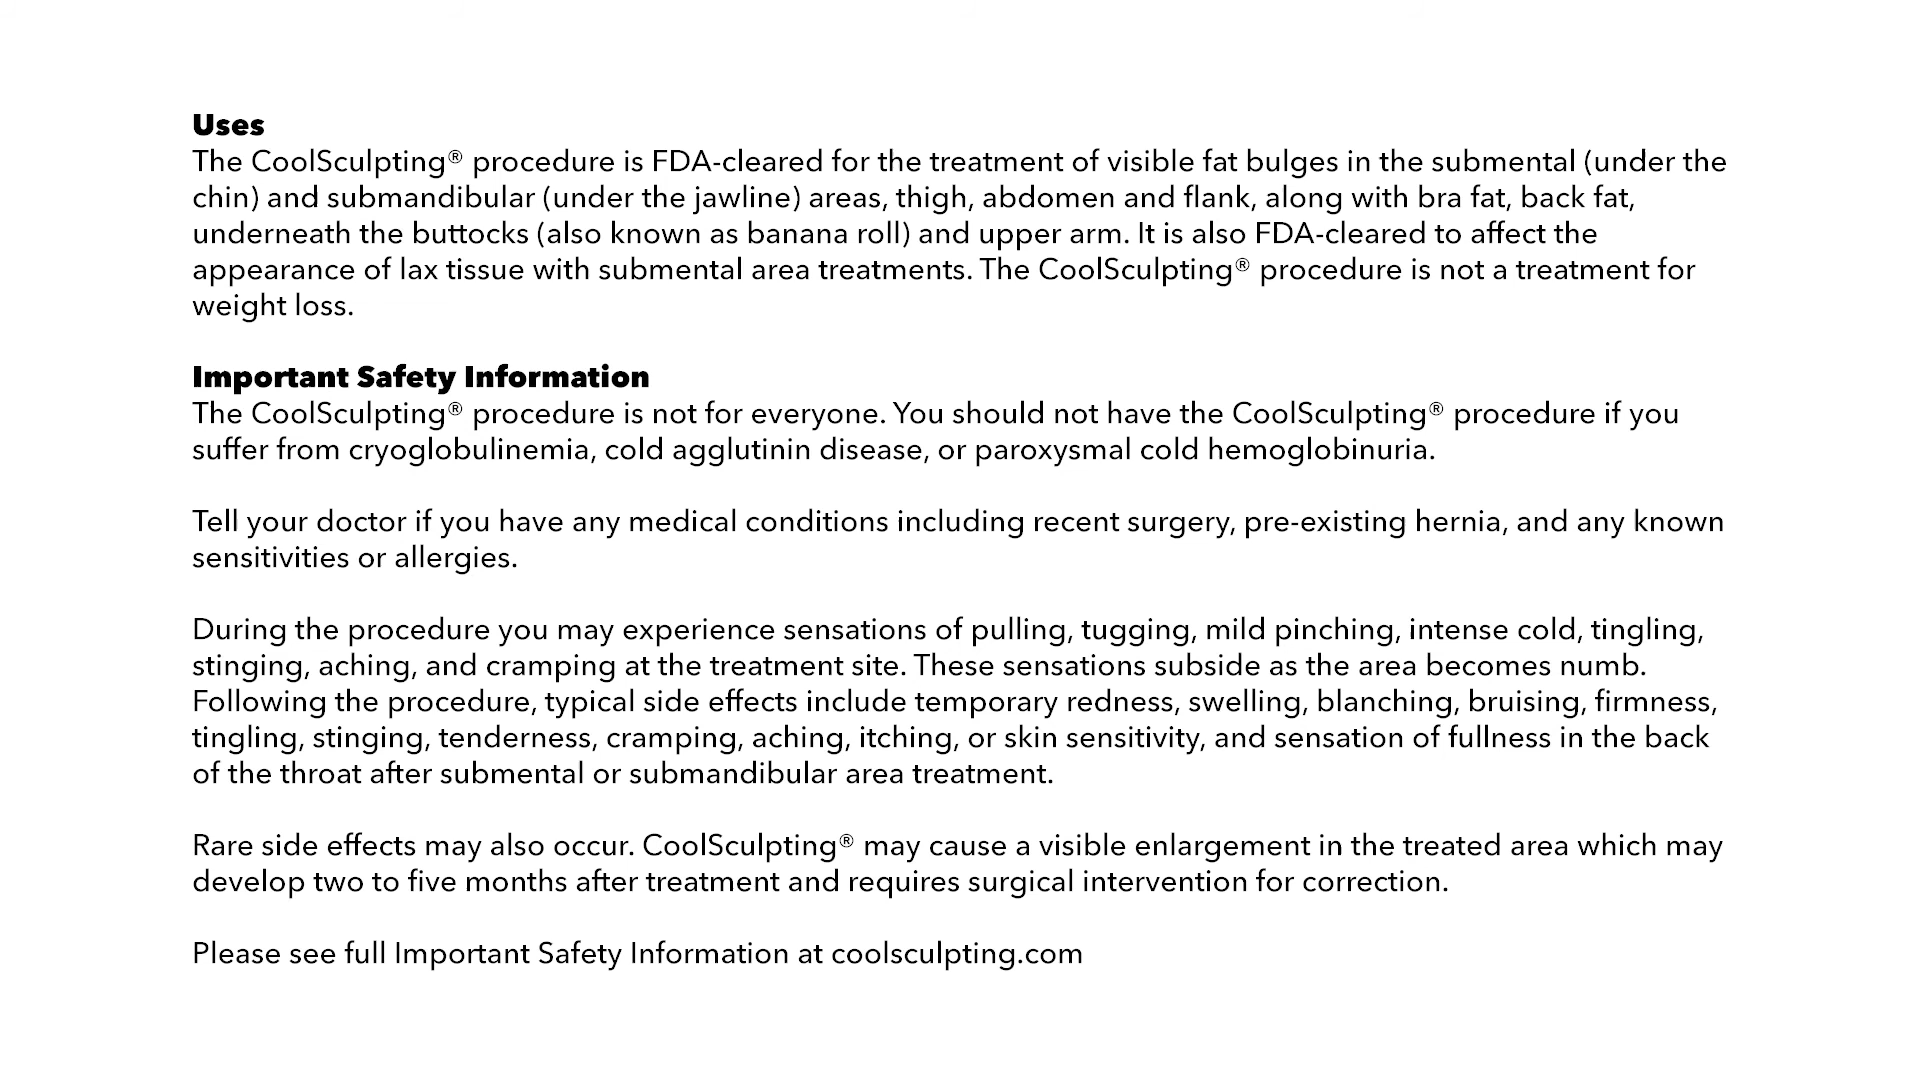 Uses
The CoolSculpting® procedure is FDA-cleared for the treatment of visible fat bulges in the submental (under the
chin) and submandibular (under the jawline) areas, thigh, abdomen and flank, along with bra fat, back fat,
underneath the buttocks (also known as banana roll) and upper arm. It is also FDA-cleared to affect the
appearance of lax tissue with submental area treatments. The CoolSculpting® procedure is not a treatment for
weight loss.
Important Safety Information
The CoolSculpting® procedure is not for everyone. You should not have the CoolSculpting® procedure if you
suffer from cryoglobulinemia, cold agglutinin disease, or paroxysmal cold hemoglobinuria.
Tell your doctor if you have any medical conditions including recent surgery, pre-existing hernia, and any known
sensitivities or allergies.
During the procedure you may experience sensations of pulling, tugging, mild pinching, intense cold, tingling,
stinging, aching, and cramping at the treatment site. These sensations subside as the area becomes numb.
Following the procedure, typical side effects include temporary redness, swelling, blanching, bruising, firmness,
tingling, stinging, tenderness, cramping, aching, itching, or skin sensitivity, and sensation of fullness in the back
of the throat after submental or submandibular area treatment.
Rare side effects may also occur. CoolSculpting® may cause a visible enlargement in the treated area which may
develop two to five months after treatment and requires surgical intervention for correction.
Please see full Important Safety Information at coolsculpting.com